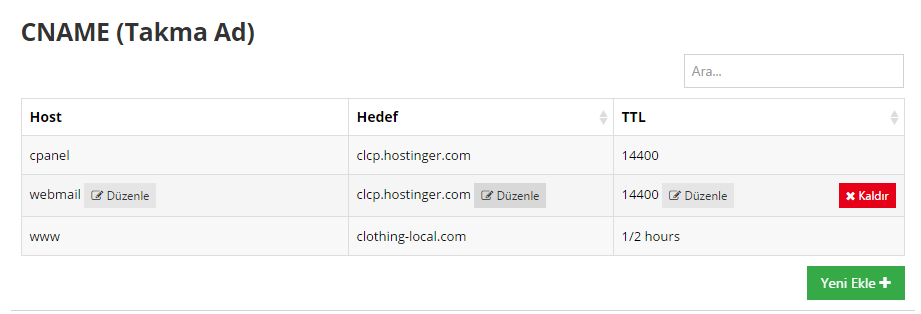 CNAME (Takma Ad)
Ara...
Host Hedef TTL
cpanel clcp.hostinger.com 14400
webmail Düzenle clcp.hostinger.com Düzenle 14400 Düzenle Kaldır
www clothing-local.com 1/2 hours
Yeni Ekle